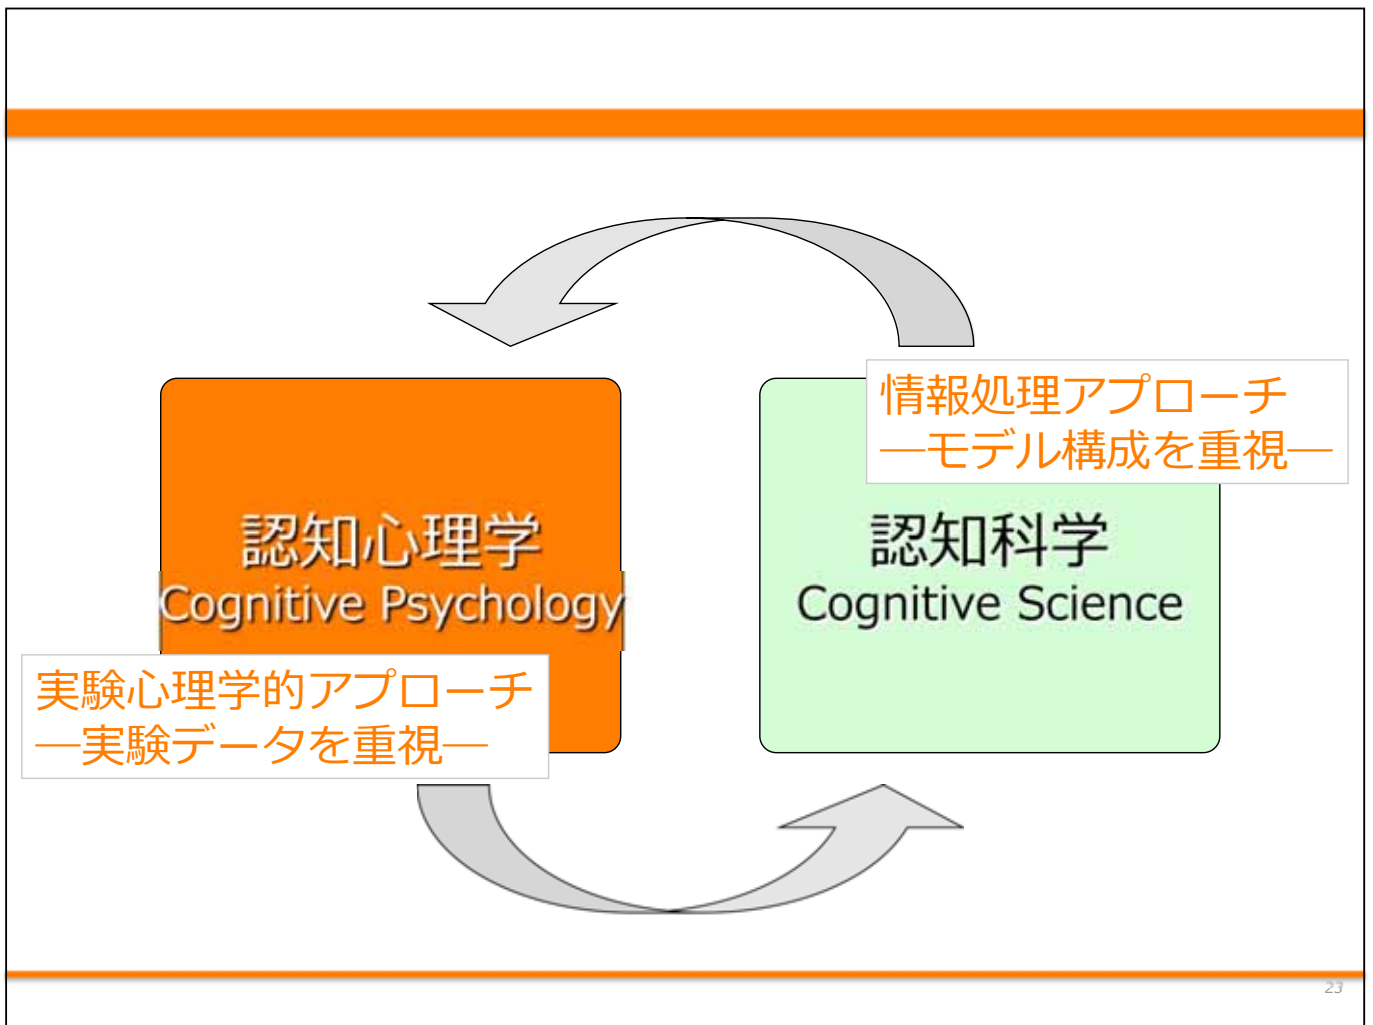 情報処理アプローチ
―モデル構成を重視―
認知心理学
Cognitive Psychology
認知科学
Cognitive Science
実験心理学的アプローチ
―実験データを重視―
23